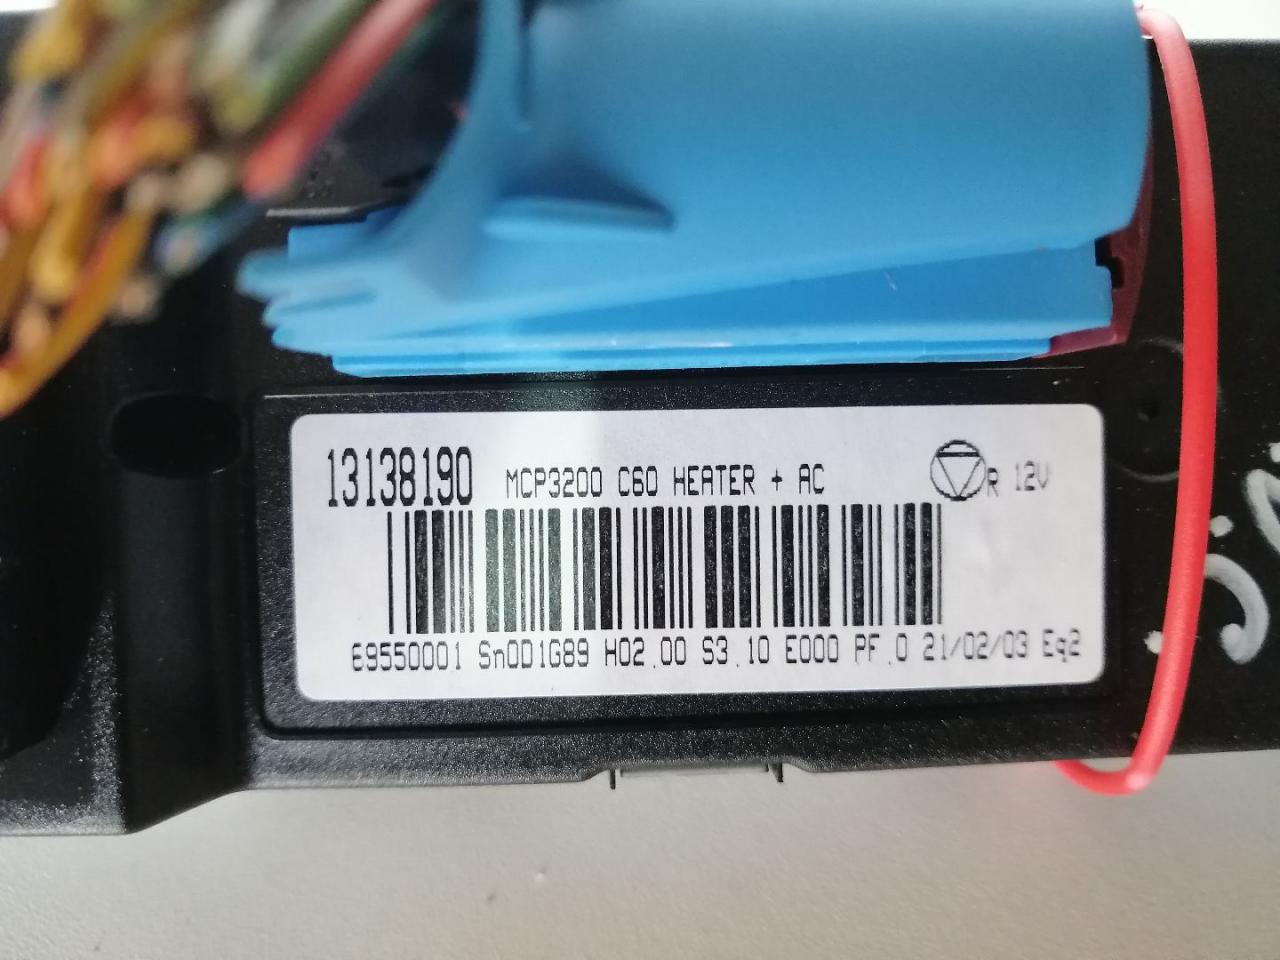 13138190 MCP3200 C60 HEATER + AC R 12V
69550001 Sn0D1G89 H02.00 S3.10 E000 PF.0 21/02/03 Eq2